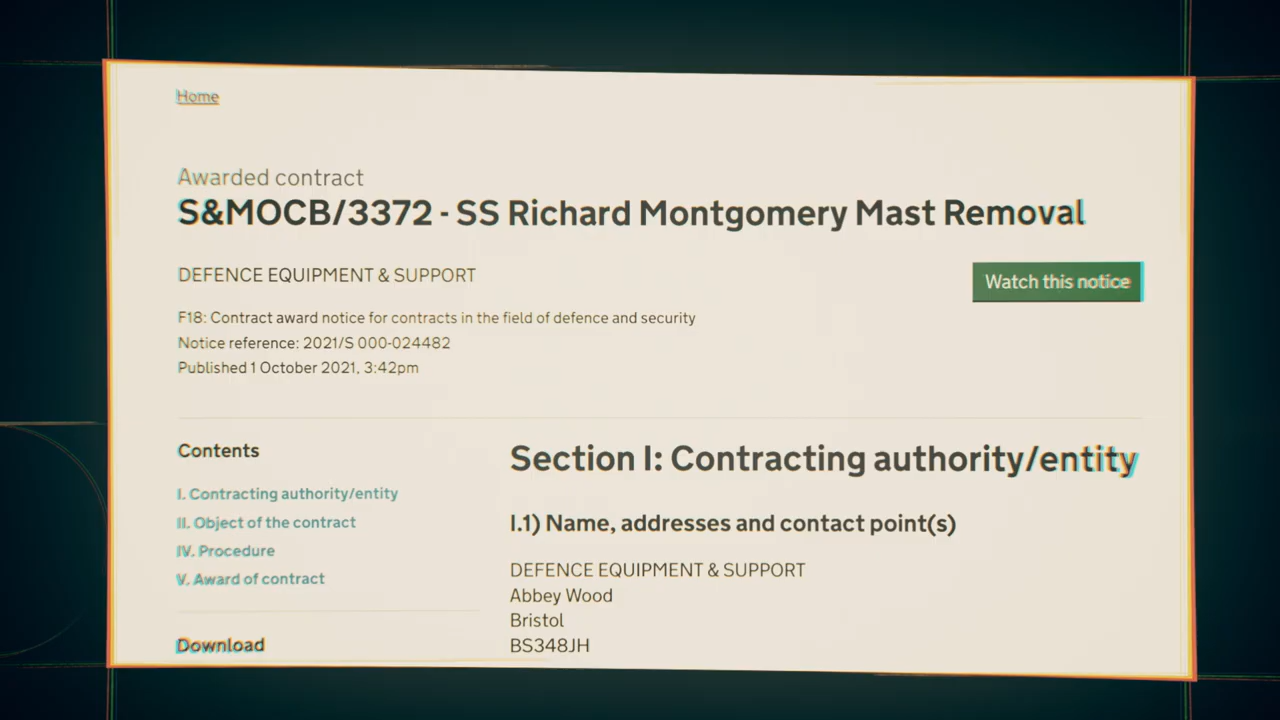 Home
Awarded contract
S&MOCB/3372 - SS Richard Montgomery Mast Removal
DEFENCE EQUIPMENT & SUPPORT
Watch this notice
F18: Contract award notice for contracts in the field of defence and security
Notice reference: 2021/S 000-024482
Published 1 October 2021, 3:42pm
Contents
I. Contracting authority/entity
II. Object of the contract
IV. Procedure
V. Award of contract
Download
Section I: Contracting authority/entity
I.1) Name, addresses and contact point(s)
DEFENCE EQUIPMENT & SUPPORT
Abbey Wood
Bristol
BS348JH